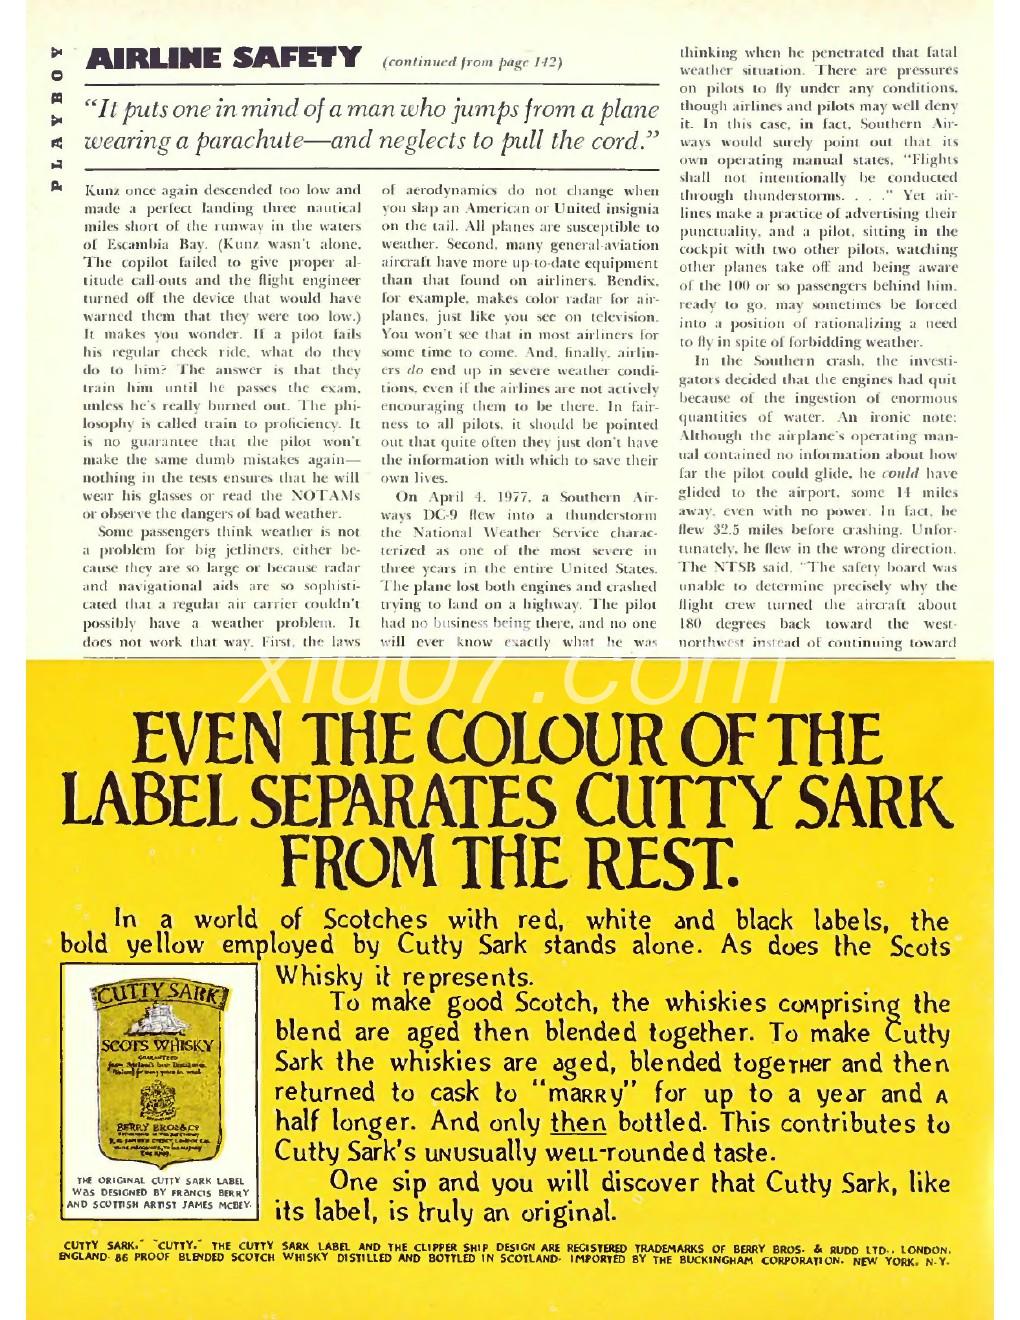 PLAYBOY
AIRLINE SAFETY (continued from page 142)
“It puts one in mind of a man who jumps from a plane
wearing a parachute—and neglects to pull the cord.”
Kunz once again descended too low and
made a perfect landing three nautical
miles short of the runway in the waters
of Escambia Bay. (Kunz wasn't alone.
The copilot failed to give proper al-
titude call-outs and the flight engineer
turned off the device that would have
warned them that they were too low.)
It makes you wonder. If a pilot fails
his regular check ride, what do they
do to him? The answer is that they
train him until he passes the exam,
unless he's really burned out. The phi-
losophy is called train to proficiency. It
is no guarantee that the pilot won't
make the same dumb mistakes again—
nothing in the tests ensures that he will
wear his glasses or read the NOTAMs
or observe the dangers of bad weather.
Some passengers think weather is not
a problem for big jetliners, either be-
cause they are so large or because radar
and navigational aids are so sophisti-
cated that a regular air carrier couldn't
possibly have a weather problem. It
does not work that way. First, the laws
of aerodynamics do not change when
you slap an American or United insignia
on the tail. All planes are susceptible to
weather. Second, many general-aviation
aircraft have more up-to-date equipment
than that found on airliners. Bendix,
for example, makes color radar for air-
planes, just like you see on television.
You won't see that in most airliners for
some time to come. And, finally, airlin-
ers do end up in severe weather condi-
tions, even if the airlines are not actively
encouraging them to be there. In fair-
ness to all pilots, it should be pointed
out that quite often they just don't have
the information with which to save their
own lives.
On April 4, 1977, a Southern Air-
ways DC-9 flew into a thunderstorm
the National Weather Service charac-
terized as one of the most severe in
three years in the entire United States.
The plane lost both engines and crashed
trying to land on a highway. The pilot
had no business being there, and no one
will ever know exactly what he was
thinking when he penetrated that fatal
weather situation. There are pressures
on pilots to fly under any conditions,
though airlines and pilots may well deny
it. In this case, in fact, Southern Air-
ways would surely point out that its
own operating manual states, "Flights
shall not intentionally be conducted
through thunderstorms. . . ." Yet air-
lines make a practice of advertising their
punctuality, and a pilot, sitting in the
cockpit with two other pilots, watching
other planes take off and being aware
of the 100 or so passengers behind him,
ready to go, may sometimes be forced
into a position of rationalizing a need
to fly in spite of forbidding weather.
In the Southern crash, the investi-
gators decided that the engines had quit
because of the ingestion of enormous
quantities of water. An ironic note:
Although the airplane's operating man-
ual contained no information about how
far the pilot could glide, he could have
glided to the airport, some 14 miles
away, even with no power. In fact, he
flew 32.5 miles before crashing. Unfor-
tunately, he flew in the wrong direction.
The NTSB said, "The safety board was
unable to determine precisely why the
flight crew turned the aircraft about
180 degrees back toward the west-
northwest instead of continuing toward
xiu07.com
EVEN THE COLOUR OF THE
LABEL SEPARATES CUTTY SARK
FROM THE REST.
In a world of Scotches with red, white and black labels, the
bold yellow employed by Cutty Sark stands alone. As does the Scots
Whisky it represents.
To make good Scotch, the whiskies comprising the
blend are aged then blended together. To make Cutty
Sark the whiskies are aged, blended together and then
returned to cask to "marry" for up to a year and a
half longer. And only then bottled. This contributes to
Cutty Sark's unusually well-rounded taste.
One sip and you will discover that Cutty Sark, like
its label, is truly an original.
CUTTY SARK
SCOTS WHISKY
BERRY BROS & CO
THE ORIGINAL CUTTY SARK LABEL
WAS DESIGNED BY FRANCIS BERRY
AND SCOTTISH ARTIST JAMES MCBEY.
CUTTY SARK," "CUTTY," THE CUTTY SARK LABEL AND THE CLIPPER SHIP DESIGN ARE REGISTERED TRADEMARKS OF BERRY BROS. & RUDD LTD., LONDON,
ENGLAND. 86 PROOF BLENDED SCOTCH WHISKY DISTILLED AND BOTTLED IN SCOTLAND. IMPORTED BY THE BUCKINGHAM CORPORATION, NEW YORK, N.Y.